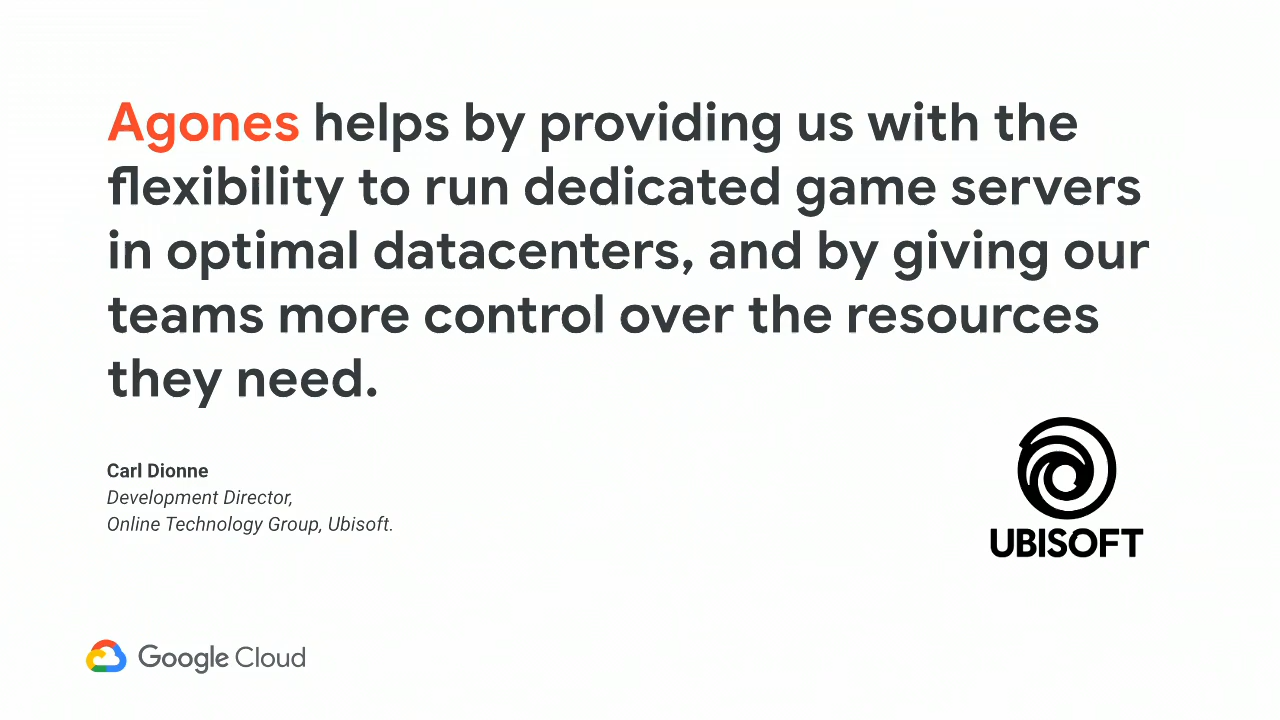 Agones helps by providing us with the
flexibility to run dedicated game servers
in optimal datacenters, and by giving our
teams more control over the resources
they need.
Carl Dionne
Development Director,
Online Technology Group, Ubisoft.
UBISOFT
Google Cloud